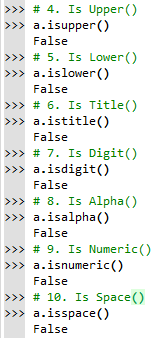 >>> # 4. Is Upper()
>>> a.isupper()
False
>>> # 5. Is Lower()
>>> a.islower()
False
>>> # 6. Is Title()
>>> a.istitle()
False
>>> # 7. Is Digit()
>>> a.isdigit()
False
>>> # 8. Is Alpha()
>>> a.isalpha()
False
>>> # 9. Is Numeric()
>>> a.isnumeric()
False
>>> # 10. Is Space()
>>> a.isspace()
False